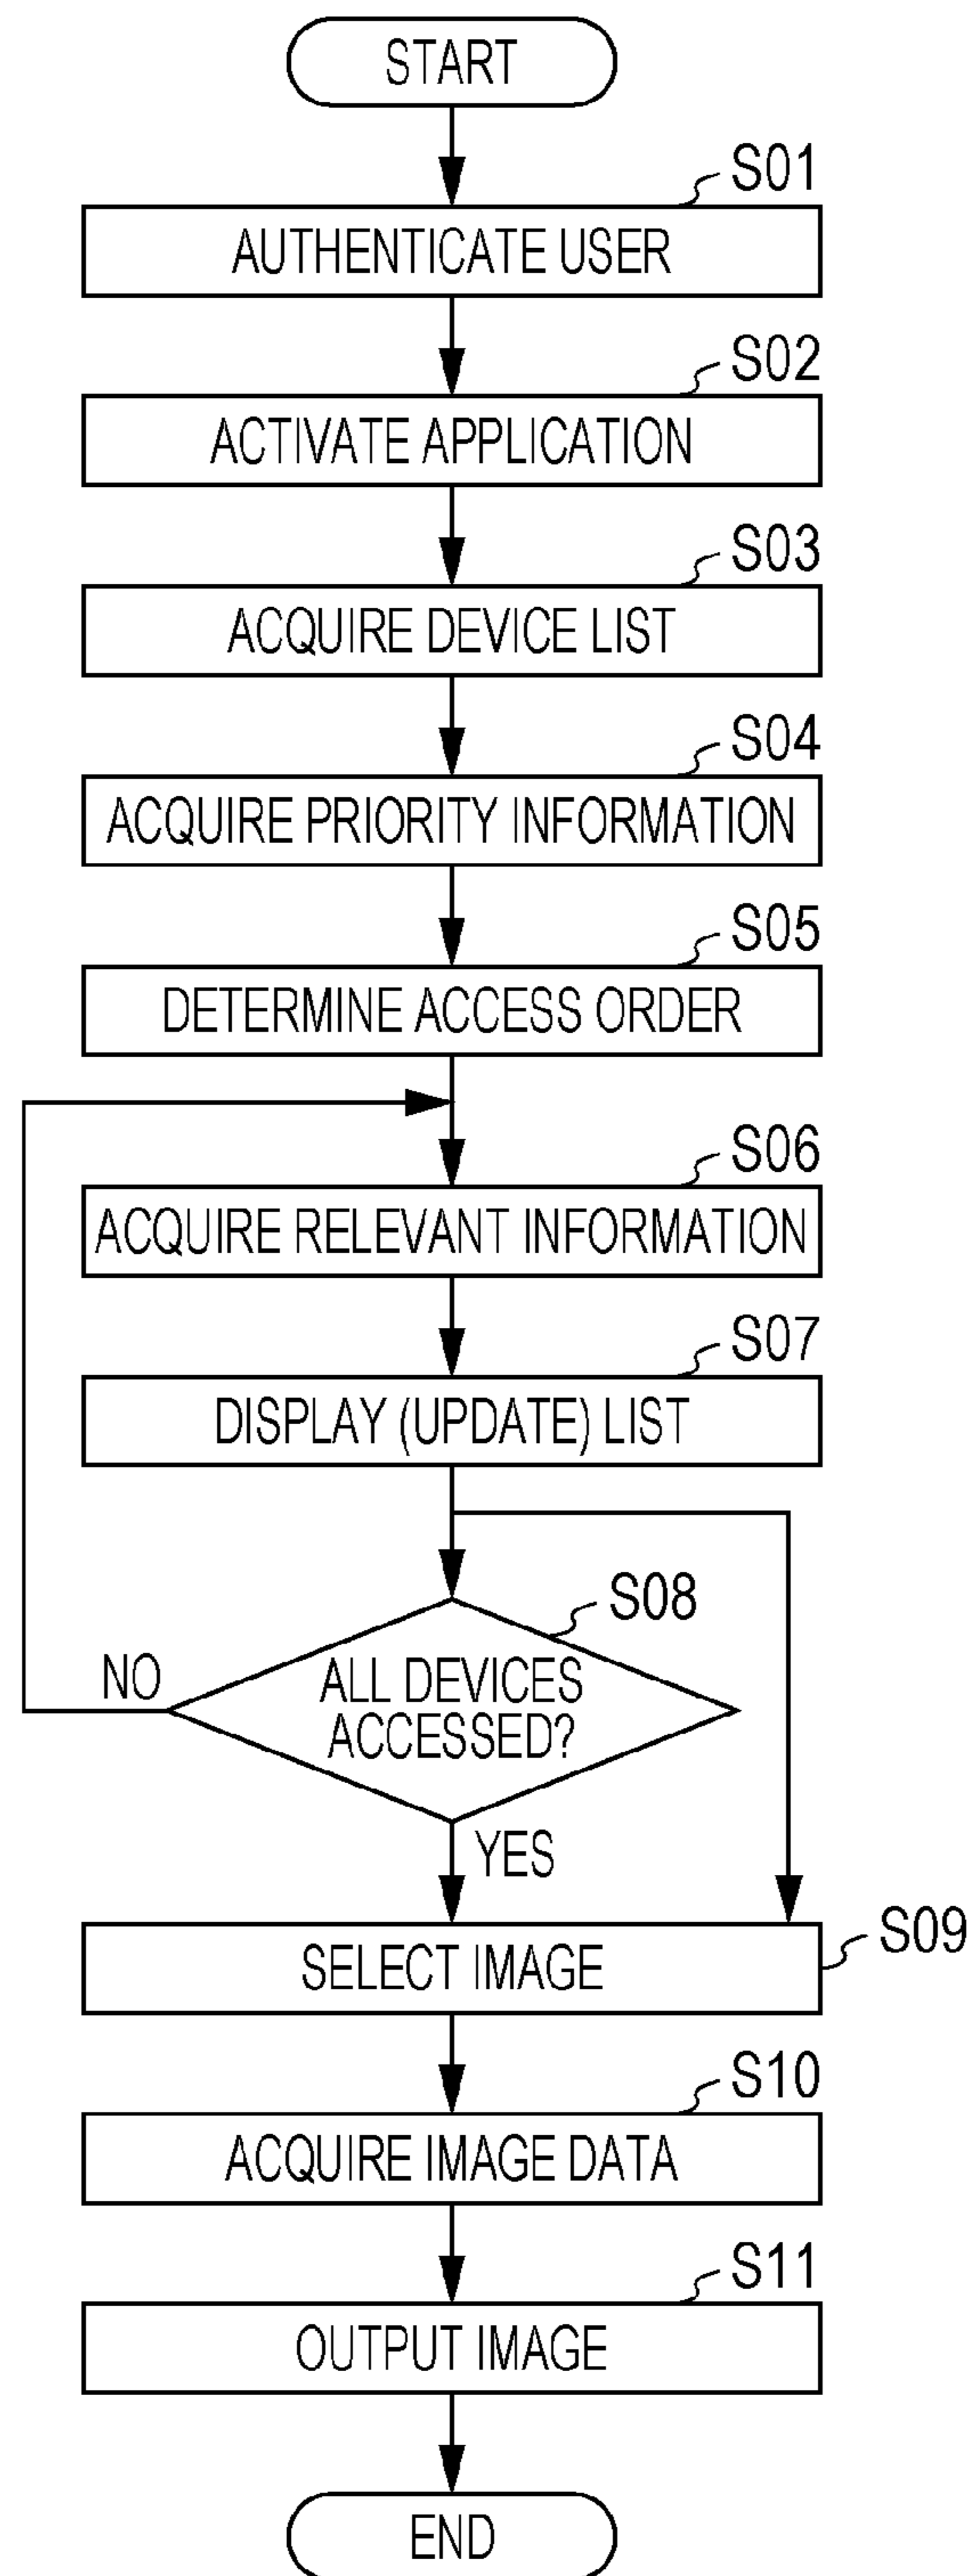 START
S01
AUTHENTICATE USER
S02
ACTIVATE APPLICATION
S03
ACQUIRE DEVICE LIST
S04
ACQUIRE PRIORITY INFORMATION
S05
DETERMINE ACCESS ORDER
S06
ACQUIRE RELEVANT INFORMATION
S07
DISPLAY (UPDATE) LIST
S08
NO
ALL DEVICES
ACCESSED?
YES
S09
SELECT IMAGE
S10
ACQUIRE IMAGE DATA
S11
OUTPUT IMAGE
END